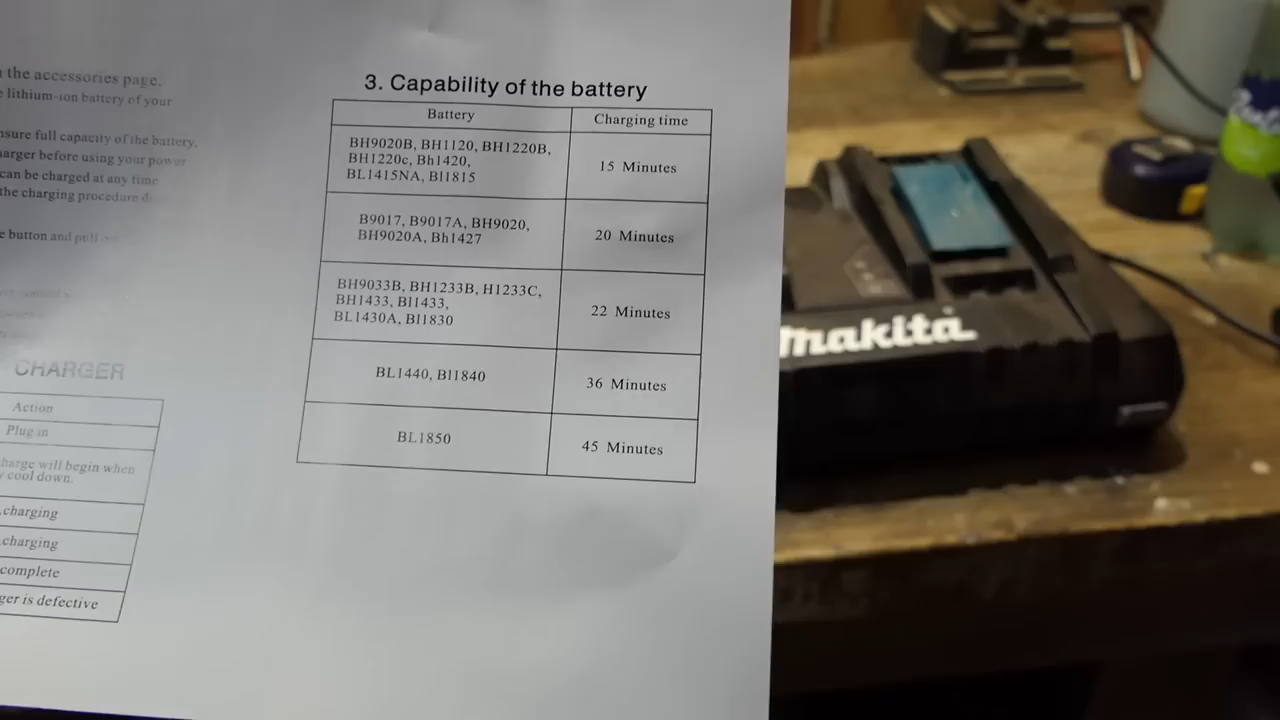 the accessories page.
lithium-ion battery of your
nsure full capacity of the battery.
arger before using your power
can be charged at any time
the charging procedure
button and pull
CHARGER
Action
Plug in
harge will begin when
cool down.
charging
charging
complete
ger is defective
3. Capability of the battery
Battery Charging time
BH9020B, BH1120, BH1220B,
BH1220c, Bh1420,
BL1415NA, Bl1815
15 Minutes
B9017, B9017A, BH9020,
BH9020A, Bh1427
20 Minutes
BH9033B, BH1233B, H1233C,
BH1433, Bl1433,
BL1430A, Bl1830
22 Minutes
BL1440, Bl1840 36 Minutes
BL1850 45 Minutes
makita